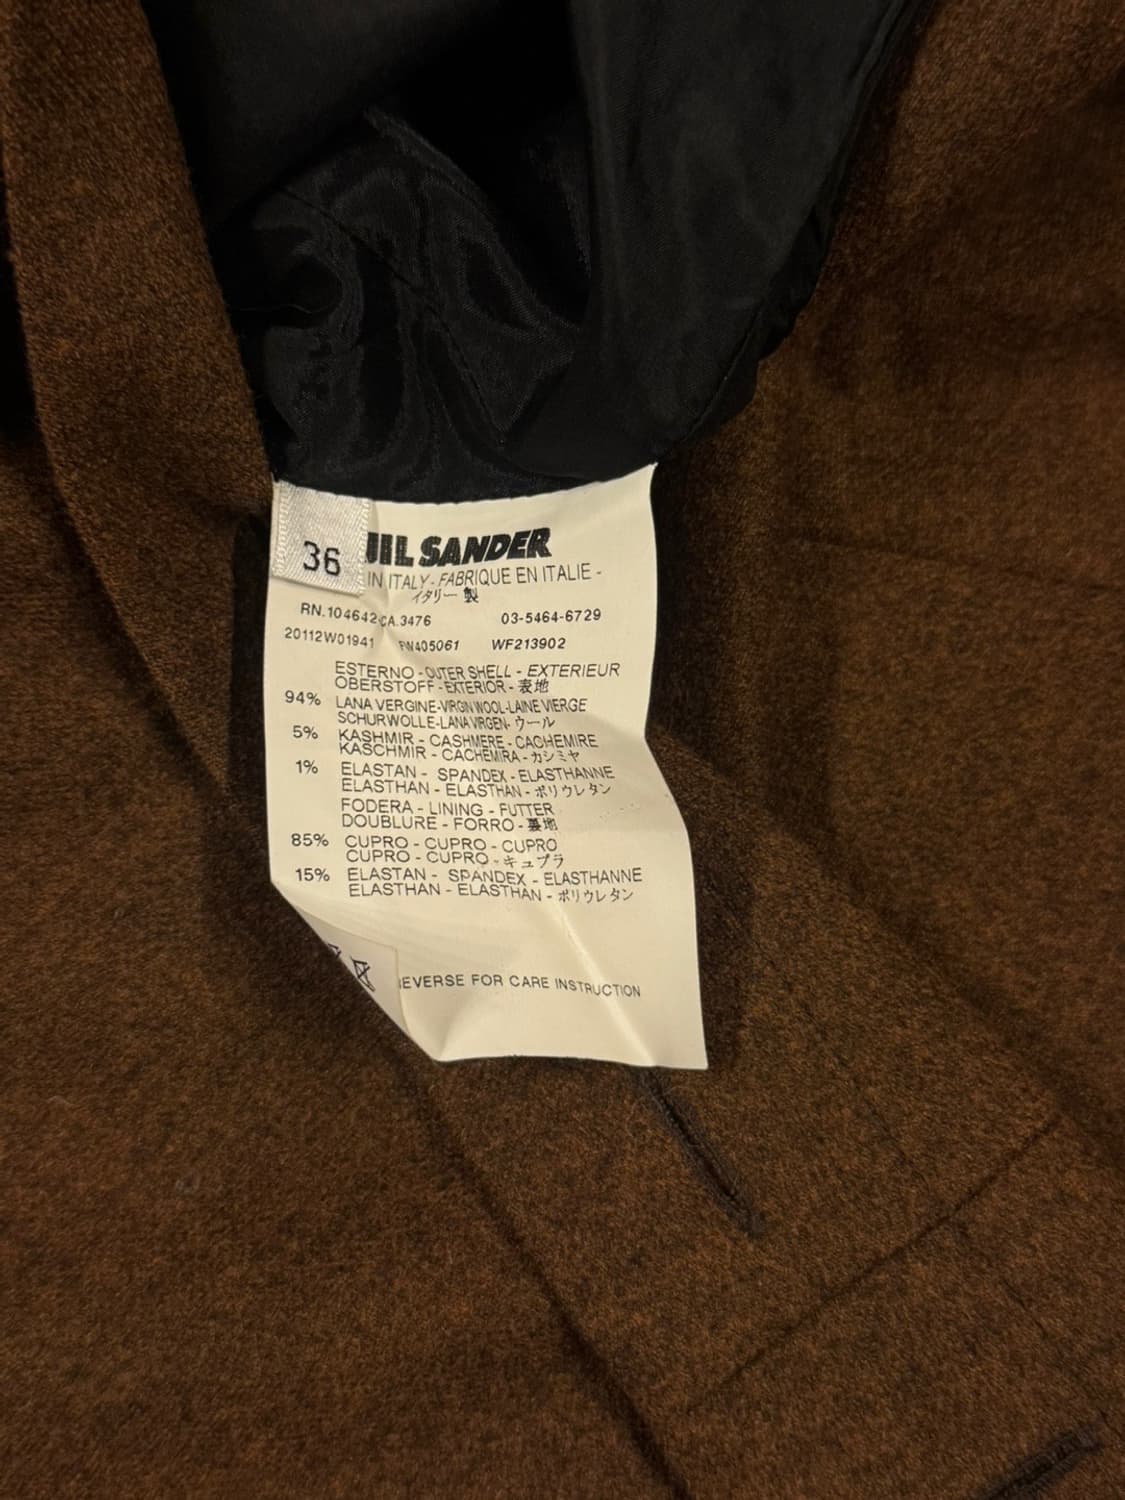 36
JIL SANDER
IN ITALY - FABRIQUE EN ITALIE -
イタリー 製
RN.104642-CA.3476 03-5464-6729
20112W01941 PW405061 WF213902
ESTERNO - OUTER SHELL - EXTERIEUR
OBERSTOFF - EXTERIOR - 表地
94% LANA VERGINE-VIRGIN WOOL-LAINE VIERGE
SCHURWOLLE-LANA VIRGEN- ウール
5% KASHMIR - CASHMERE - CACHEMIRE
KASCHMIR - CACHEMIRA - カシミヤ
1% ELASTAN - SPANDEX - ELASTHANNE
ELASTHAN - ELASTHAN - ポリウレタン
FODERA - LINING - FUTTER
DOUBLURE - FORRO - 裏地
85% CUPRO - CUPRO - CUPRO
CUPRO - CUPRO - キュプラ
15% ELASTAN - SPANDEX - ELASTHANNE
ELASTHAN - ELASTHAN - ポリウレタン
REVERSE FOR CARE INSTRUCTION